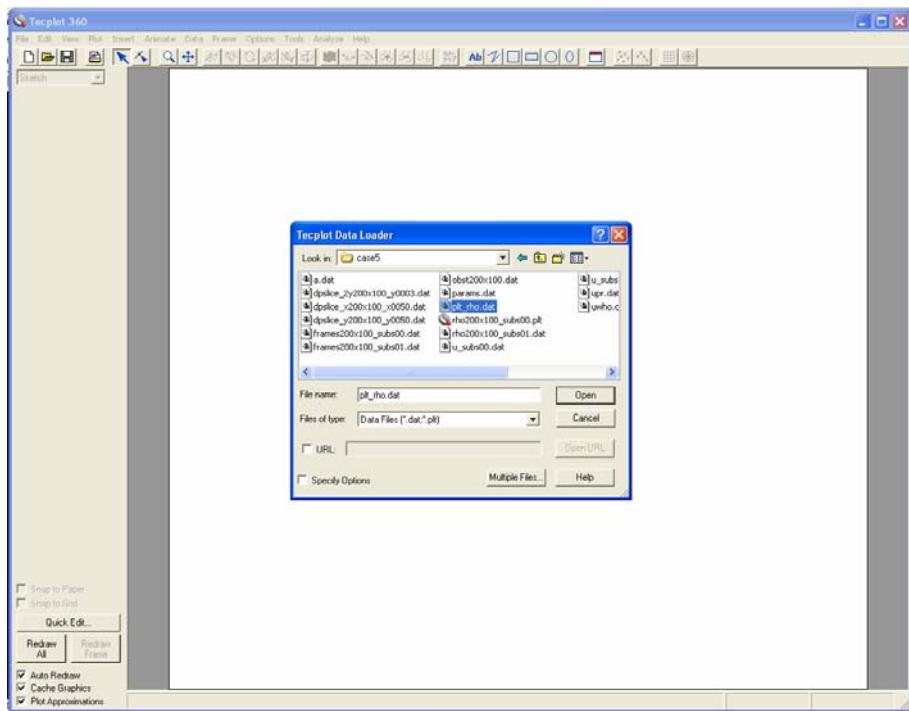 Tecplot 360
File Edit View Plot Insert Animate Data Frame Options Tools Analyze Help
Ab
Sketch
Tecplot Data Loader
Look in: case5
a.dat
dpslice_2y200x100_y0003.dat
dpslice_x200x100_x0050.dat
dpslice_y200x100_y0050.dat
frames200x100_subs00.dat
frames200x100_subs01.dat
obst200x100.dat
params.dat
plt_rho.dat
rho200x100_subs00.plt
rho200x100_subs01.dat
u_subs00.dat
u_subs
upr.dat
File name: plt_rho.dat Open
Files of type: Data Files (*.dat;*.plt) Cancel
URL: Open URL
Specify Options Multiple Files... Help
Snap to Paper
Snap to Grid
Quick Edit...
Redraw All
Redraw Frame
Auto Redraw
Cache Graphics
Plot Approximations